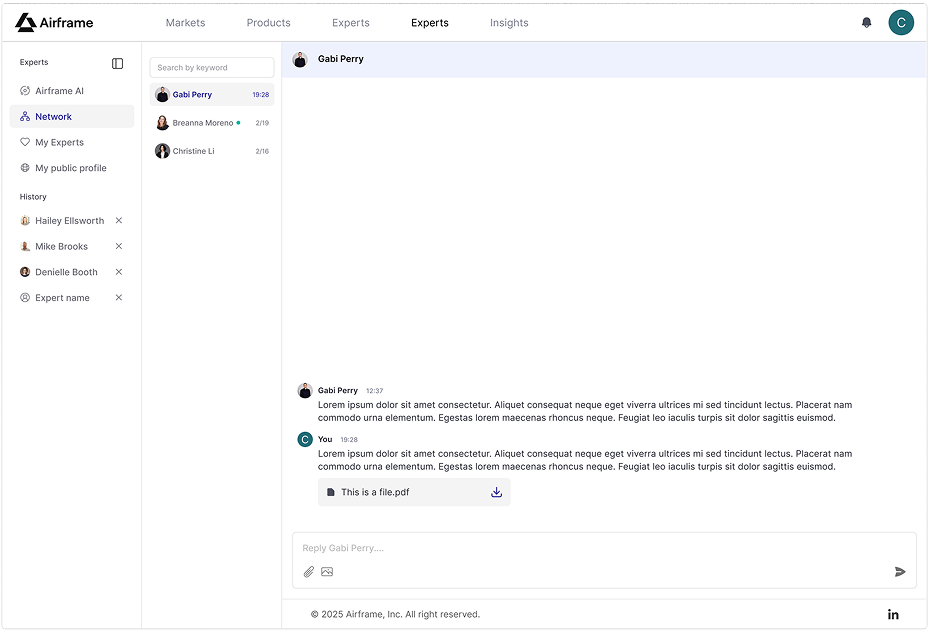 Airframe
Markets Products Experts Experts Insights
C
Experts
Airframe AI
Network
My Experts
My public profile
History
Hailey Ellsworth
Mike Brooks
Denielle Booth
Expert name
Search by keyword
Gabi Perry 19:28
Breanna Moreno 2/19
Christine Li 2/16
Gabi Perry
Gabi Perry 12:37
Lorem ipsum dolor sit amet consectetur. Aliquet consequat neque eget viverra ultrices mi sed tincidunt lectus. Placerat nam
commodo urna elementum. Egestas lorem maecenas rhoncus neque. Feugiat leo iaculis turpis sit dolor sagittis euismod.
C You 19:28
Lorem ipsum dolor sit amet consectetur. Aliquet consequat neque eget viverra ultrices mi sed tincidunt lectus. Placerat nam
commodo urna elementum. Egestas lorem maecenas rhoncus neque. Feugiat leo iaculis turpis sit dolor sagittis euismod.
This is a file.pdf
Reply Gabi Perry....
© 2025 Airframe, Inc. All right reserved.
in